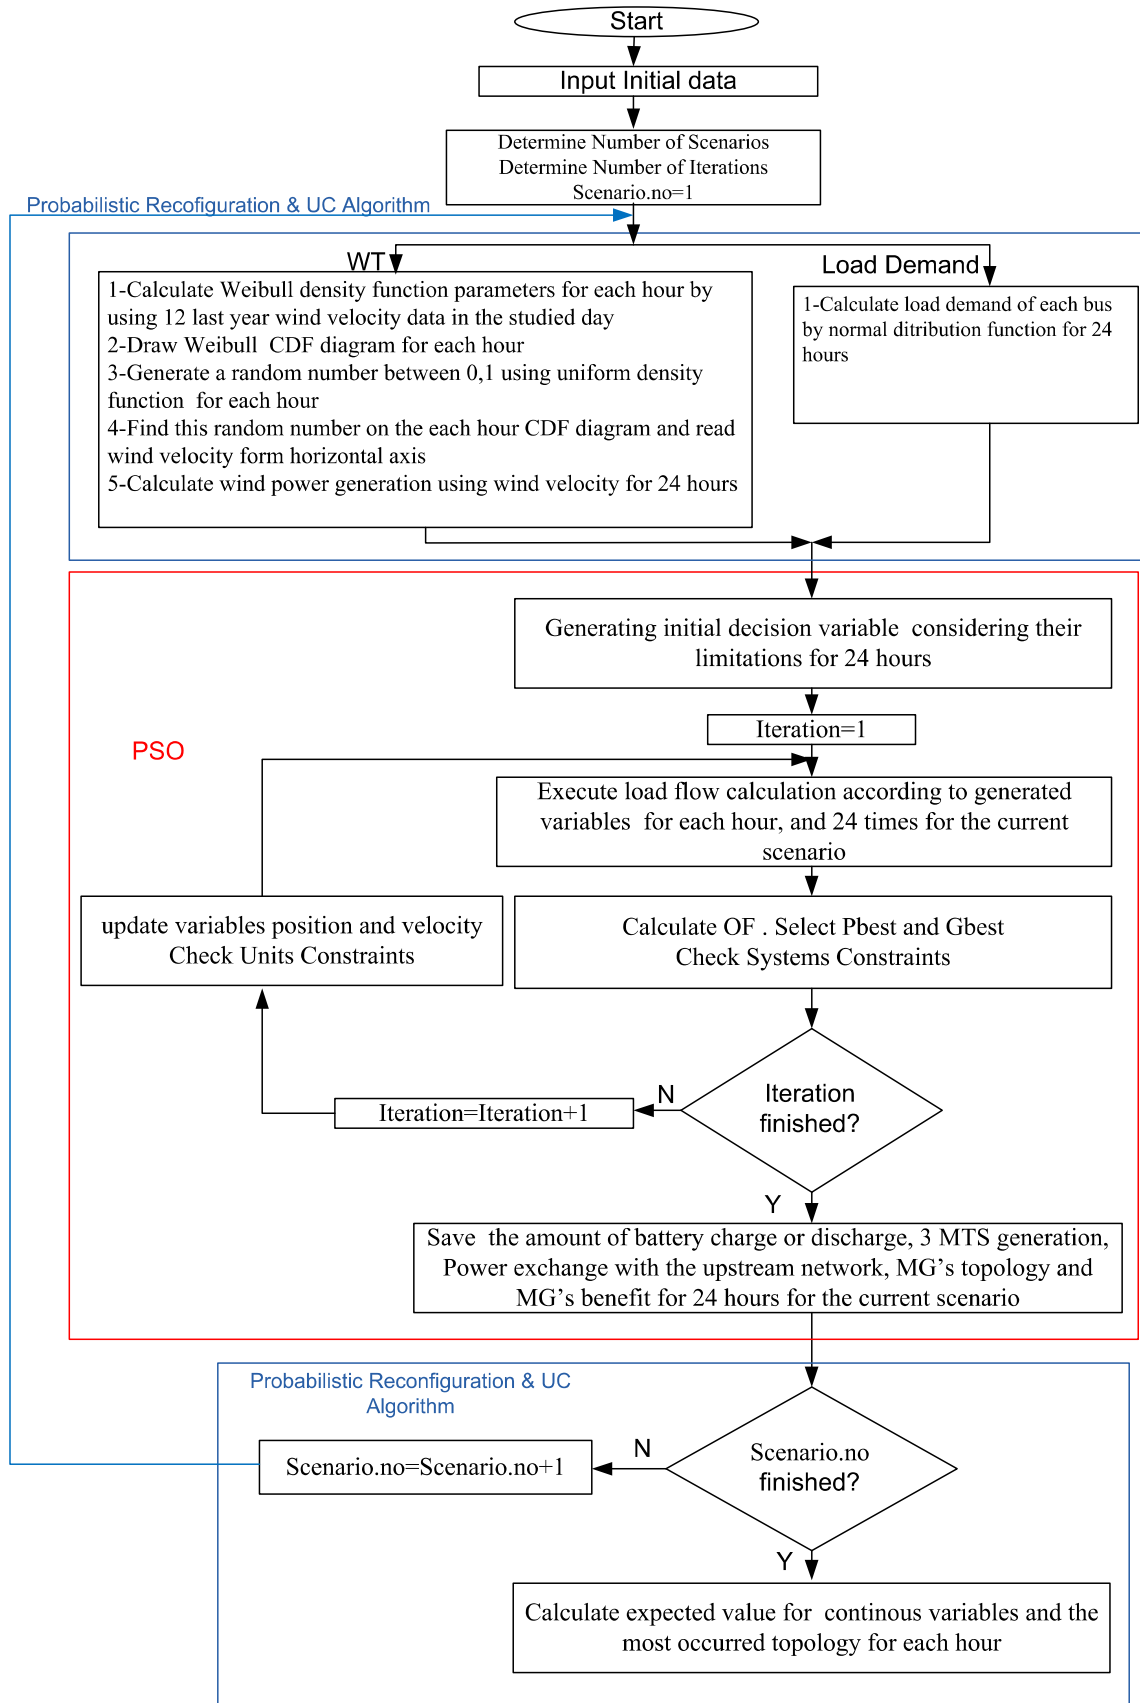 Start
Input Initial data
Determine Number of Scenarios
Determine Number of Iterations
Scenario.no=1
Probabilistic Recofiguration & UC Algorithm
WT
Load Demand
1-Calculate Weibull density function parameters for each hour by
using 12 last year wind velocity data in the studied day
2-Draw Weibull CDF diagram for each hour
3-Generate a random number between 0,1 using uniform density
function for each hour
4-Find this random number on the each hour CDF diagram and read
wind velocity form horizontal axis
5-Calculate wind power generation using wind velocity for 24 hours
1-Calculate load demand of each bus
by normal ditribution function for 24
hours
Generating initial decision variable considering their
limitations for 24 hours
Iteration=1
PSO
Execute load flow calculation according to generated
variables for each hour, and 24 times for the current
scenario
update variables position and velocity
Check Units Constraints
Calculate OF . Select Pbest and Gbest
Check Systems Constraints
Iteration
finished?
N
Iteration=Iteration+1
Y
Save the amount of battery charge or discharge, 3 MTS generation,
Power exchange with the upstream network, MG's topology and
MG's benefit for 24 hours for the current scenario
Probabilistic Reconfiguration & UC
Algorithm
Scenario.no
finished?
N
Scenario.no=Scenario.no+1
Y
Calculate expected value for continous variables and the
most occurred topology for each hour